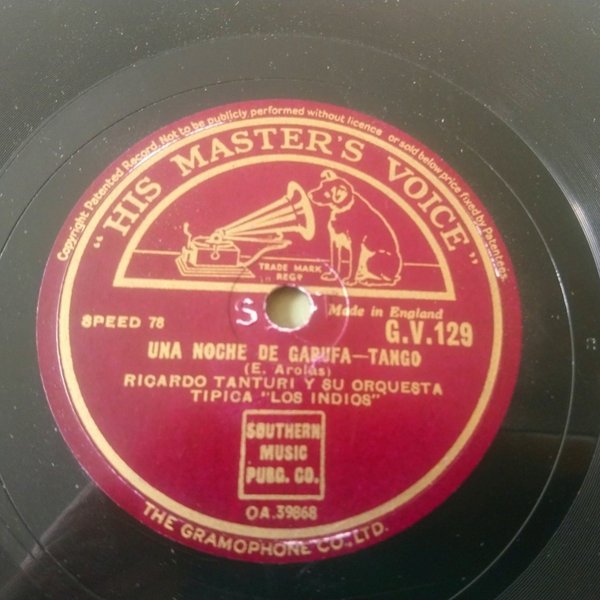 Copyright Patented Record. Not to be publicly performed without licence or sold below price fixed by Patentees.
"HIS MASTER'S VOICE"
TRADE MARK
REGD
S
Made in England
SPEED 78
G.V.129
UNA NOCHE DE GARUFA—TANGO
(E. Arolas)
RICARDO TANTURI Y SU ORQUESTA
TIPICA "LOS INDIOS"
SOUTHERN
MUSIC
PUBG. CO.
OA.39868
THE GRAMOPHONE CO., LTD.